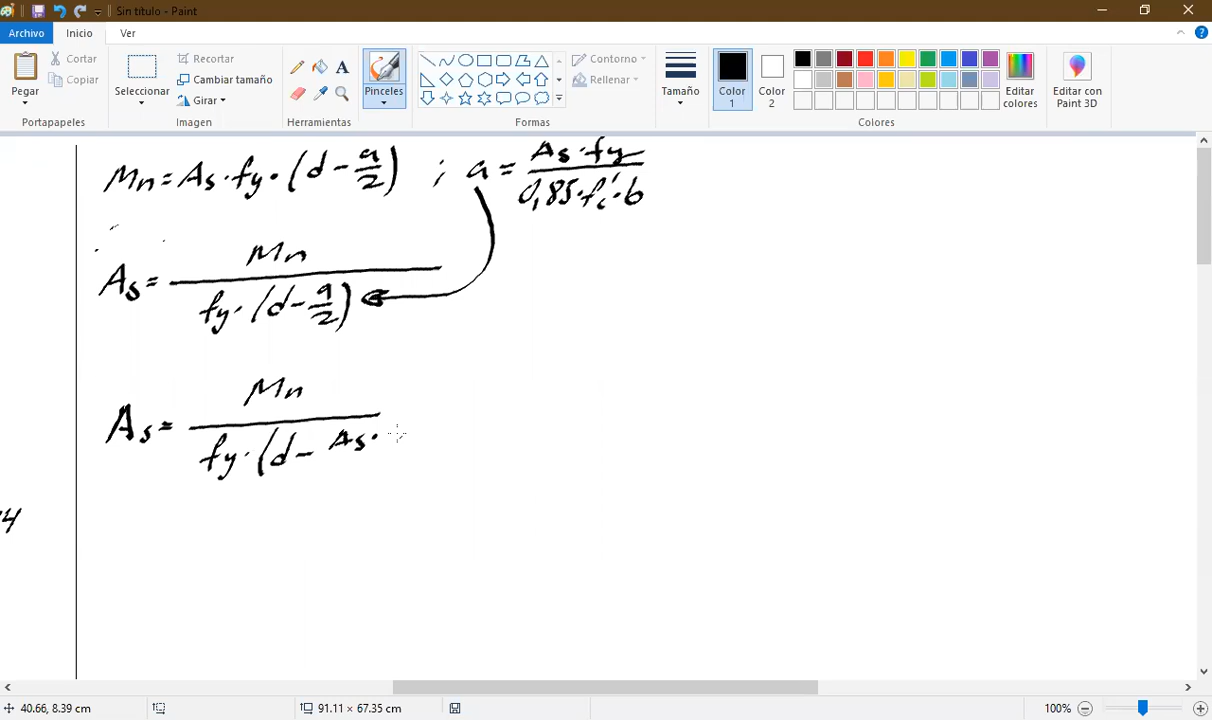 Sin título - Paint
Archivo Inicio Ver
Pegar Cortar Copiar Seleccionar Recortar Cambiar tamaño Girar Pinceles Contorno Rellenar Tamaño Color 1 Color 2 Editar colores Editar con Paint 3D
Portapapeles Imagen Herramientas Formas Colores
Mn = As · fy · (d - a/2) ; a = As · fy / 0,85 · fc' · b
As = Mn / fy · (d - a/2)
As = Mn / fy · (d - As ·
4
40.66, 8.39 cm 91.11 × 67.35 cm 100%